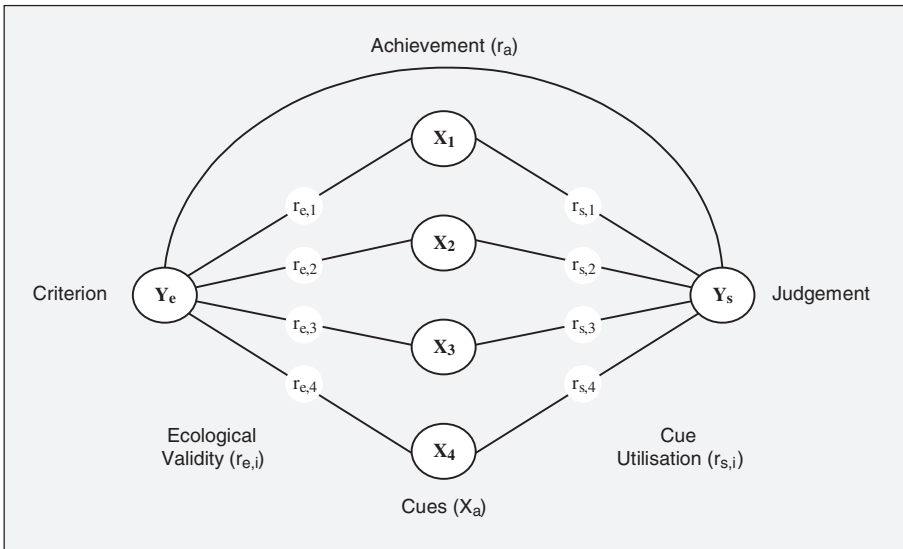 Achievement (rₐ)
X₁
rₑ,₁
rₛ,₁
X₂
rₑ,₂
rₛ,₂
Criterion
Yₑ
Yₛ
Judgement
rₑ,₃
rₛ,₃
X₃
rₑ,₄
rₛ,₄
Ecological
Validity (rₑ,ᵢ)
Cue
Utilisation (rₛ,ᵢ)
X₄
Cues (Xₐ)